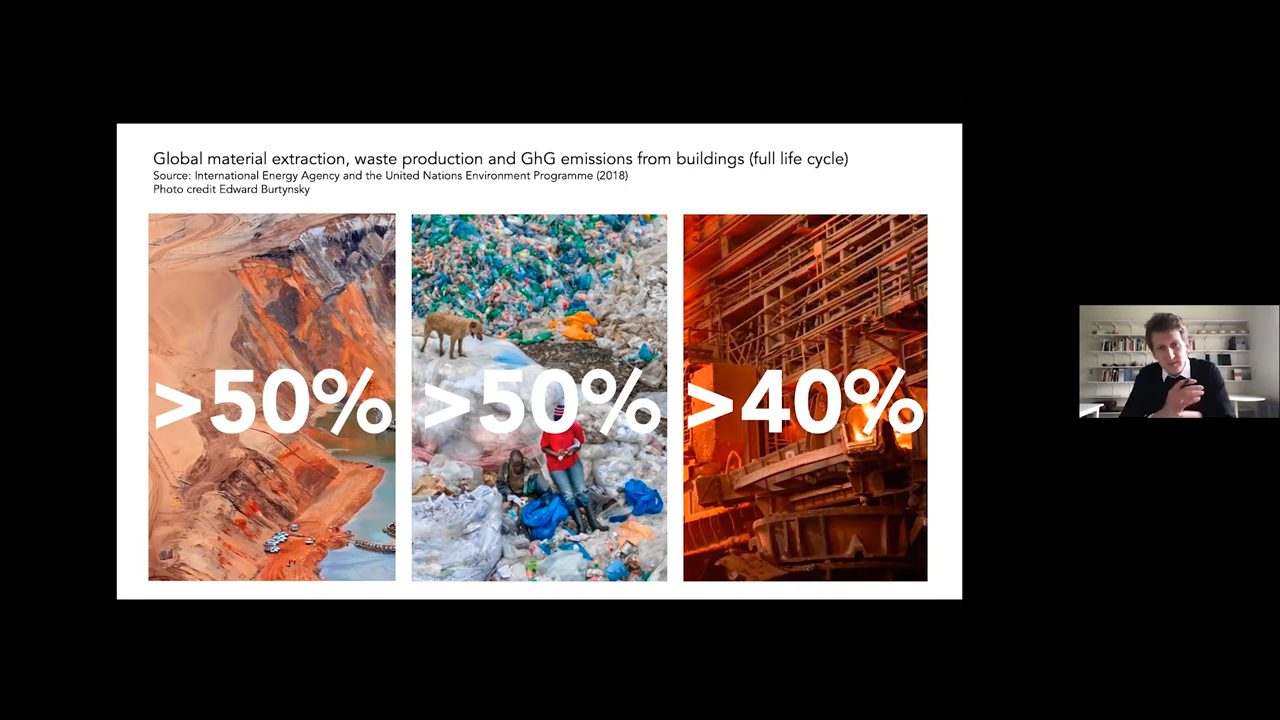 Global material extraction, waste production and GhG emissions from buildings (full life cycle)
Source: International Energy Agency and the United Nations Environment Programme (2018)
Photo credit Edward Burtynsky
>50% >50% >40%